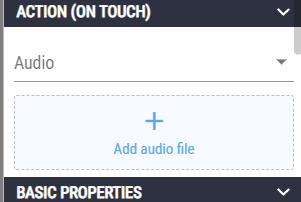 ACTION (ON TOUCH)
Audio
Add audio file
BASIC PROPERTIES